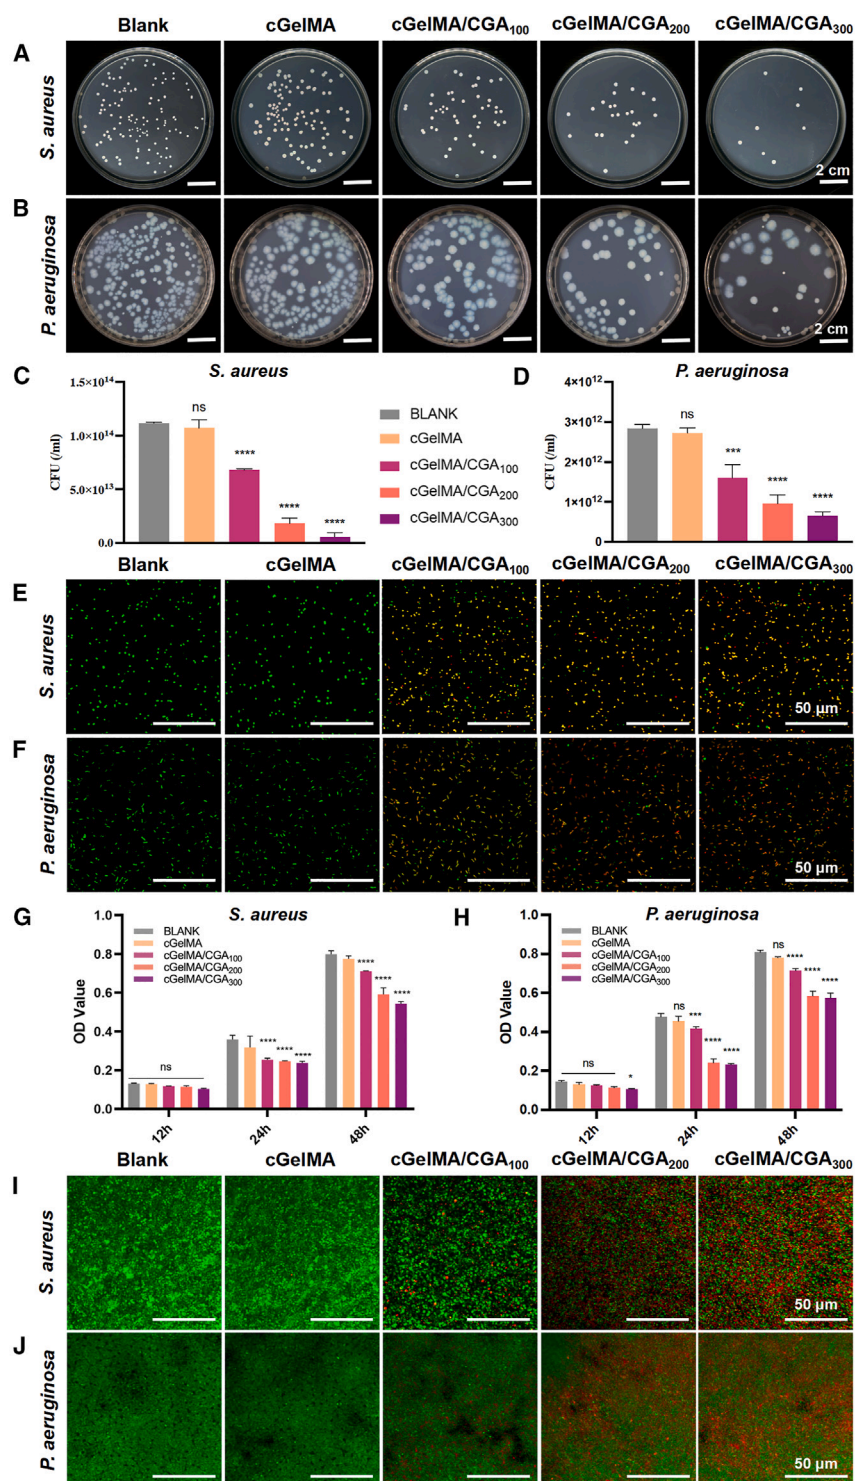 Blank cGelMA cGelMA/CGA100 cGelMA/CGA200 cGelMA/CGA300
A
S. aureus
2 cm
B
P. aeruginosa
2 cm
C
S. aureus
CFU (/ml)
1.5×10^14
1.0×10^14
5.0×10^13
0.0
ns
****
****
****
BLANK
cGelMA
cGelMA/CGA100
cGelMA/CGA200
cGelMA/CGA300
D
P. aeruginosa
CFU (/ml)
4×10^12
3×10^12
2×10^12
1×10^12
0
ns
***
****
****
Blank cGelMA cGelMA/CGA100 cGelMA/CGA200 cGelMA/CGA300
E
S. aureus
50 µm
F
P. aeruginosa
50 µm
G
S. aureus
OD Value
1.0
0.8
0.6
0.4
0.2
0.0
BLANK
cGelMA
cGelMA/CGA100
cGelMA/CGA200
cGelMA/CGA300
ns
**** **** ****
**** **** ****
12h 24h 48h
H
P. aeruginosa
OD Value
1.0
0.8
0.6
0.4
0.2
0.0
BLANK
cGelMA
cGelMA/CGA100
cGelMA/CGA200
cGelMA/CGA300
ns *
ns *** **** ****
ns **** **** ****
12h 24h 48h
Blank cGelMA cGelMA/CGA100 cGelMA/CGA200 cGelMA/CGA300
I
S. aureus
50 µm
J
P. aeruginosa
50 µm